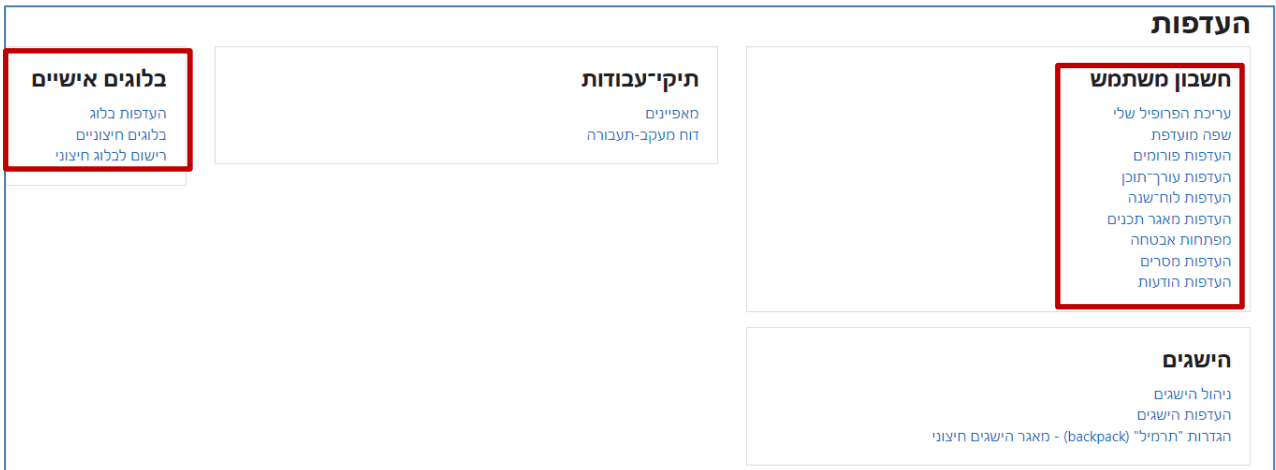 העדפות
חשבון משתמש
עריכת הפרופיל שלי
שפה מועדפת
העדפות פורומים
העדפות עורך־תוכן
העדפות לוח־שנה
העדפות מאגר תכנים
מפתחות אבטחה
העדפות מסרים
העדפות הודעות
תיקי־עבודות
מאפיינים
דוח מעקב-תעבורה
בלוגים אישיים
העדפות בלוג
בלוגים חיצוניים
רישום לבלוג חיצוני
הישגים
ניהול הישגים
העדפות הישגים
הגדרות "תרמיל" (backpack) - מאגר הישגים חיצוני